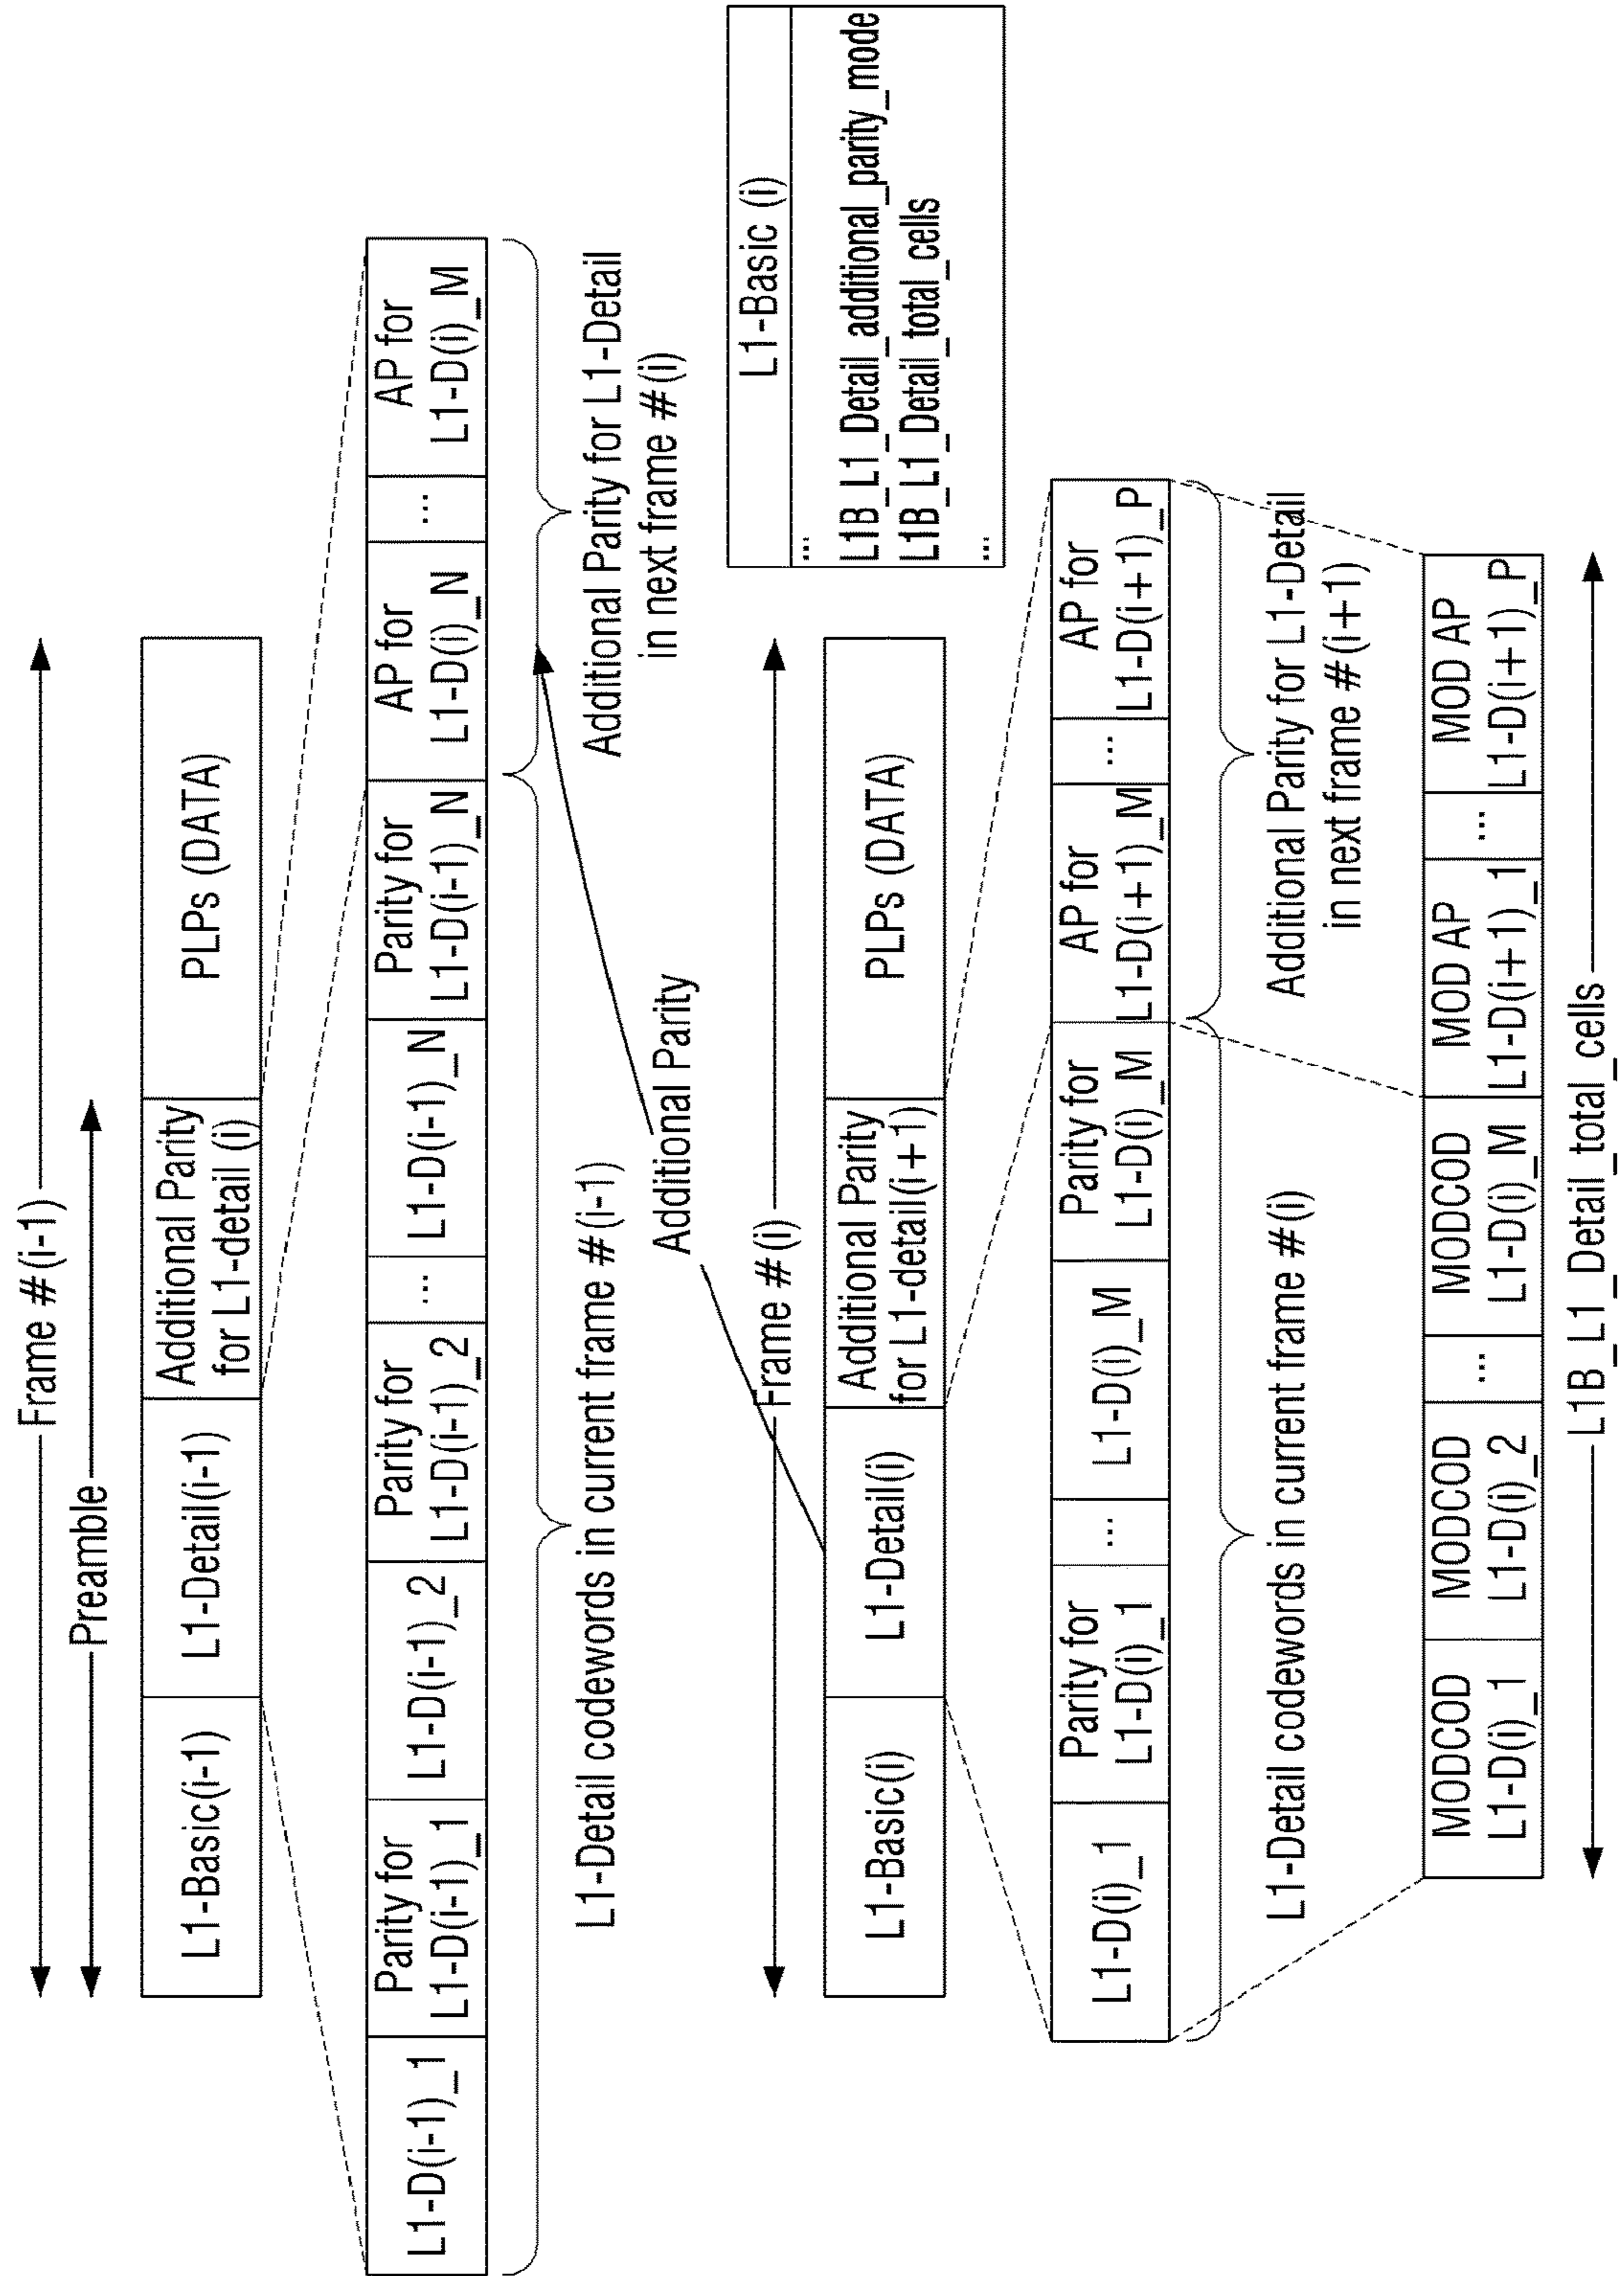 Frame #(i-1)
Preamble
L1-Basic(i-1)
L1-Detail(i-1)
Additional Parity
for L1-detail (i)
PLPs (DATA)
L1-D(i-1)_1
Parity for
L1-D(i-1)_1
L1-D(i-1)_2
Parity for
L1-D(i-1)_2
...
L1-D(i-1)_N
Parity for
L1-D(i-1)_N
AP for
L1-D(i)_N
...
AP for
L1-D(i)_M
L1-Detail codewords in current frame #(i-1)
Additional Parity for L1-Detail
in next frame #(i)
Additional Parity
L1-Basic (i)
...
L1B_L1_Detail_additional_parity_mode
L1B_L1_Detail_total_cells
...
Frame #(i)
L1-Basic(i)
L1-Detail(i)
Additional Parity
for L1-detail(i+1)
PLPs (DATA)
L1-D(i)_1
Parity for
L1-D(i)_1
...
L1-D(i)_M
Parity for
L1-D(i)_M
AP for
L1-D(i+1)_M
...
AP for
L1-D(i+1)_P
L1-Detail codewords in current frame #(i)
Additional Parity for L1-Detail
in next frame #(i+1)
MODCOD
L1-D(i)_1
MODCOD
L1-D(i)_2
...
MODCOD
L1-D(i)_M
MOD AP
L1-D(i+1)_1
...
MOD AP
L1-D(i+1)_P
L1B_L1_Detail_total_cells